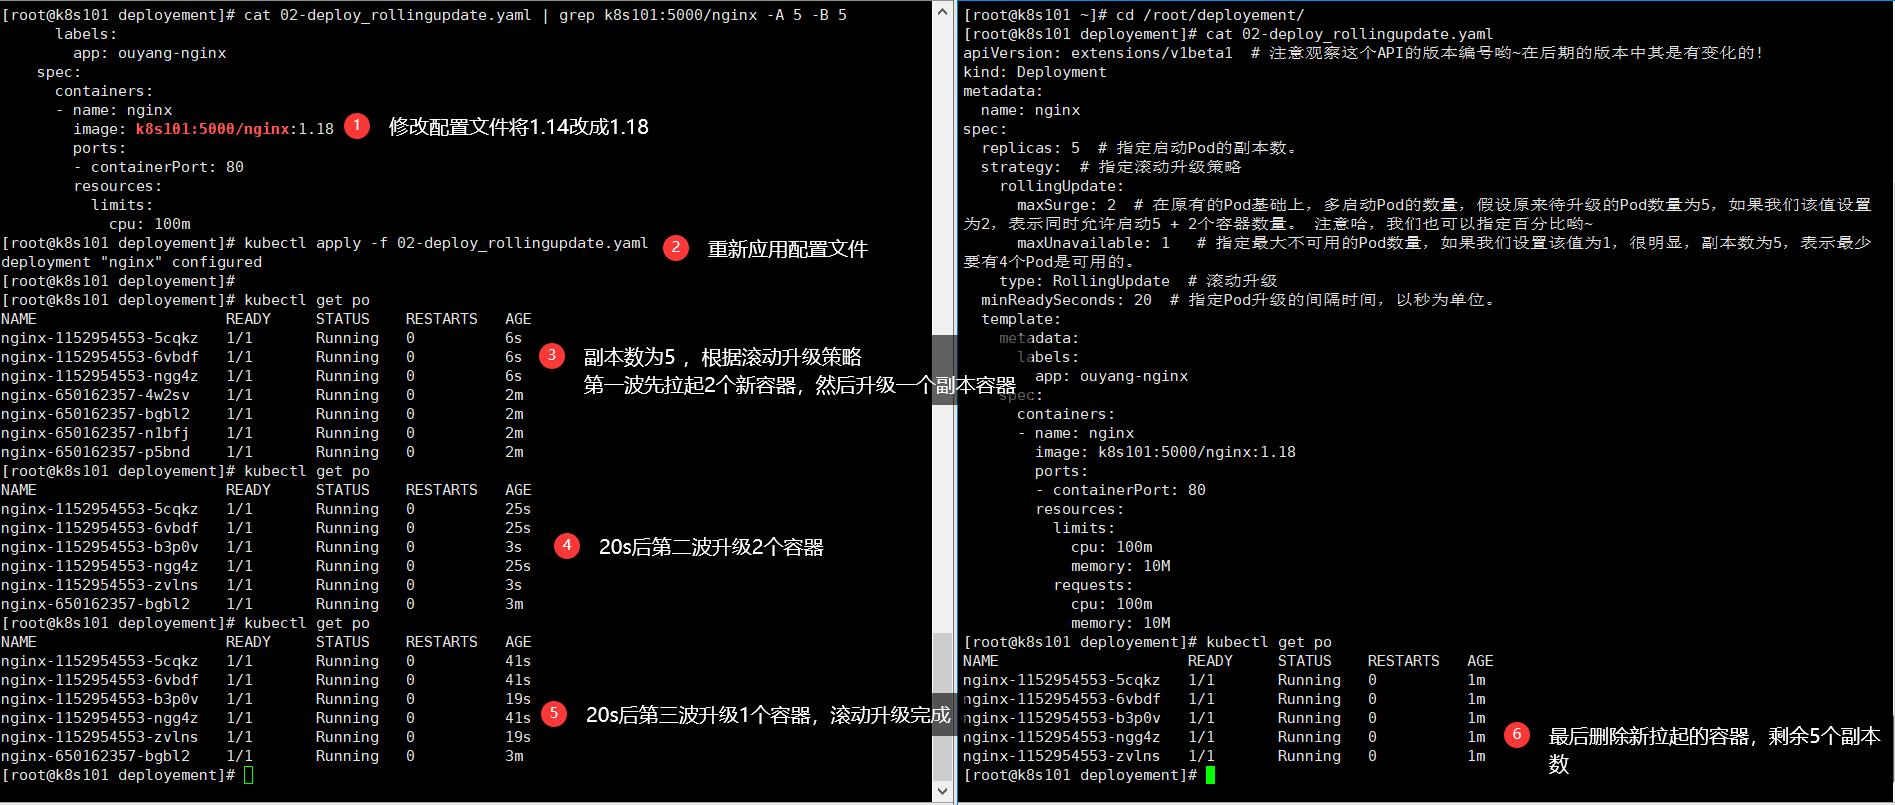 [root@k8s101 deployement]# cat 02-deploy_rollingupdate.yaml | grep k8s101:5000/nginx -A 5 -B 5
labels:
app: ouyang-nginx
spec:
containers:
- name: nginx
image: k8s101:5000/nginx:1.18
1 修改配置文件将1.14改成1.18
ports:
- containerPort: 80
resources:
limits:
cpu: 100m
[root@k8s101 deployement]# kubectl apply -f 02-deploy_rollingupdate.yaml
2 重新应用配置文件
deployment "nginx" configured
[root@k8s101 deployement]#
[root@k8s101 deployement]# kubectl get po
NAME READY STATUS RESTARTS AGE
nginx-1152954553-5cqkz 1/1 Running 0 6s
nginx-1152954553-6vbdf 1/1 Running 0 6s
nginx-1152954553-ngg4z 1/1 Running 0 6s
nginx-650162357-4w2sv 1/1 Running 0 2m
nginx-650162357-bgbl2 1/1 Running 0 2m
nginx-650162357-n1bfj 1/1 Running 0 2m
nginx-650162357-p5bnd 1/1 Running 0 2m
3 副本数为5 ，根据滚动升级策略
第一波先拉起2个新容器，然后升级一个副本容器
[root@k8s101 deployement]# kubectl get po
NAME READY STATUS RESTARTS AGE
nginx-1152954553-5cqkz 1/1 Running 0 25s
nginx-1152954553-6vbdf 1/1 Running 0 25s
nginx-1152954553-b3p0v 1/1 Running 0 3s
nginx-1152954553-ngg4z 1/1 Running 0 25s
nginx-1152954553-zvlns 1/1 Running 0 3s
nginx-650162357-bgbl2 1/1 Running 0 3m
4 20s后第二波升级2个容器
[root@k8s101 deployement]# kubectl get po
NAME READY STATUS RESTARTS AGE
nginx-1152954553-5cqkz 1/1 Running 0 41s
nginx-1152954553-6vbdf 1/1 Running 0 41s
nginx-1152954553-b3p0v 1/1 Running 0 19s
nginx-1152954553-ngg4z 1/1 Running 0 41s
nginx-1152954553-zvlns 1/1 Running 0 19s
nginx-650162357-bgbl2 1/1 Running 0 3m
5 20s后第三波升级1个容器，滚动升级完成
[root@k8s101 deployement]#
[root@k8s101 ~]# cd /root/deployement/
[root@k8s101 deployement]# cat 02-deploy_rollingupdate.yaml
apiVersion: extensions/v1beta1 # 注意观察这个API的版本编号哟~在后期的版本中其是有变化的!
kind: Deployment
metadata:
name: nginx
spec:
replicas: 5 # 指定启动Pod的副本数。
strategy: # 指定滚动升级策略
rollingUpdate:
maxSurge: 2 # 在原有的Pod基础上，多启动Pod的数量，假设原来待升级的Pod数量为5，如果我们该值设置
为2，表示同时允许启动5 + 2个容器数量。 注意哈，我们也可以指定百分比哟~
maxUnavailable: 1 # 指定最大不可用的Pod数量，如果我们设置该值为1，很明显，副本数为5，表示最少
要有4个Pod是可用的。
type: RollingUpdate # 滚动升级
minReadySeconds: 20 # 指定Pod升级的间隔时间，以秒为单位。
template:
metadata:
labels:
app: ouyang-nginx
spec:
containers:
- name: nginx
image: k8s101:5000/nginx:1.18
ports:
- containerPort: 80
resources:
limits:
cpu: 100m
memory: 10M
requests:
cpu: 100m
memory: 10M
[root@k8s101 deployement]# kubectl get po
NAME READY STATUS RESTARTS AGE
nginx-1152954553-5cqkz 1/1 Running 0 1m
nginx-1152954553-6vbdf 1/1 Running 0 1m
nginx-1152954553-b3p0v 1/1 Running 0 1m
nginx-1152954553-ngg4z 1/1 Running 0 1m
nginx-1152954553-zvlns 1/1 Running 0 1m
6 最后删除新拉起的容器，剩余5个副本
数
[root@k8s101 deployement]#